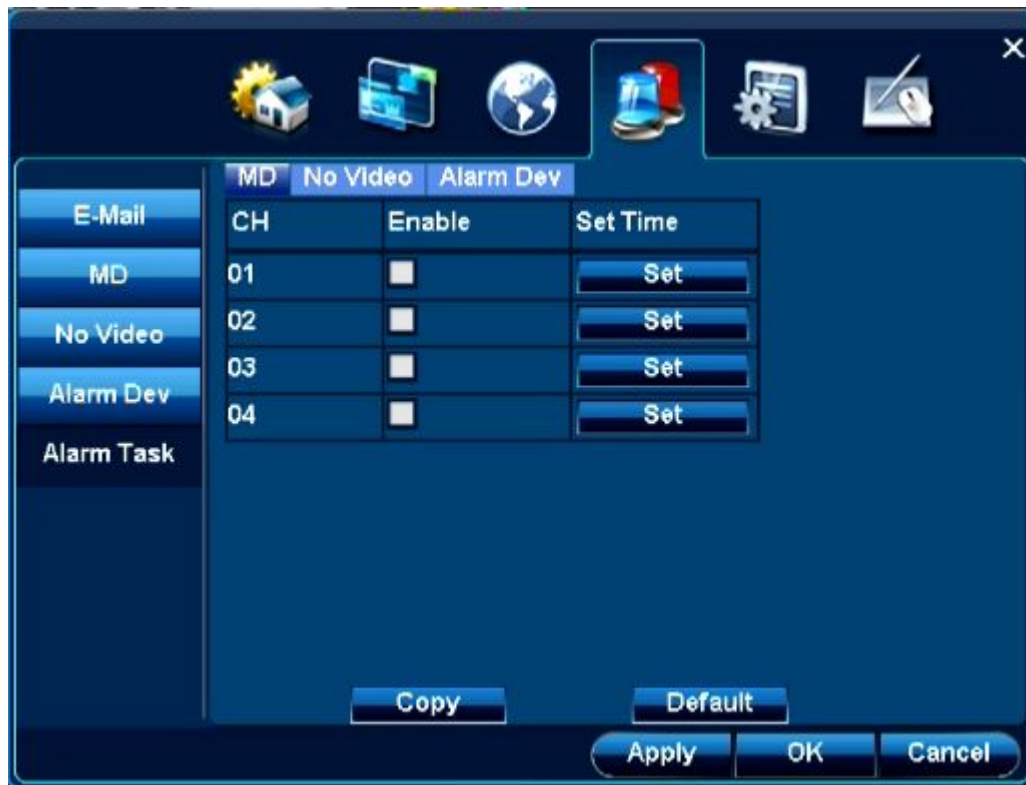 MD No Video Alarm Dev
E-Mail
MD
No Video
Alarm Dev
Alarm Task
CH Enable Set Time
01 Set
02 Set
03 Set
04 Set
Copy Default
Apply OK Cancel